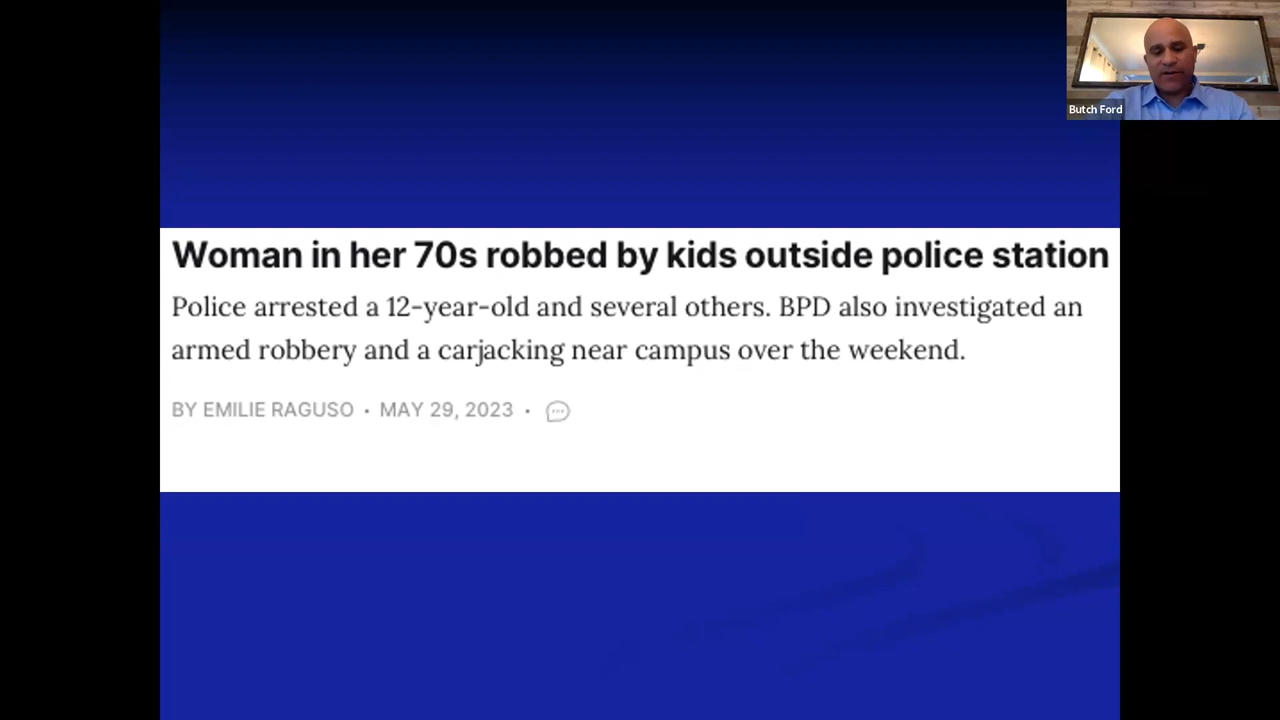 Butch Ford
Woman in her 70s robbed by kids outside police station
Police arrested a 12-year-old and several others. BPD also investigated an
armed robbery and a carjacking near campus over the weekend.
BY EMILIE RAGUSO • MAY 29, 2023 •